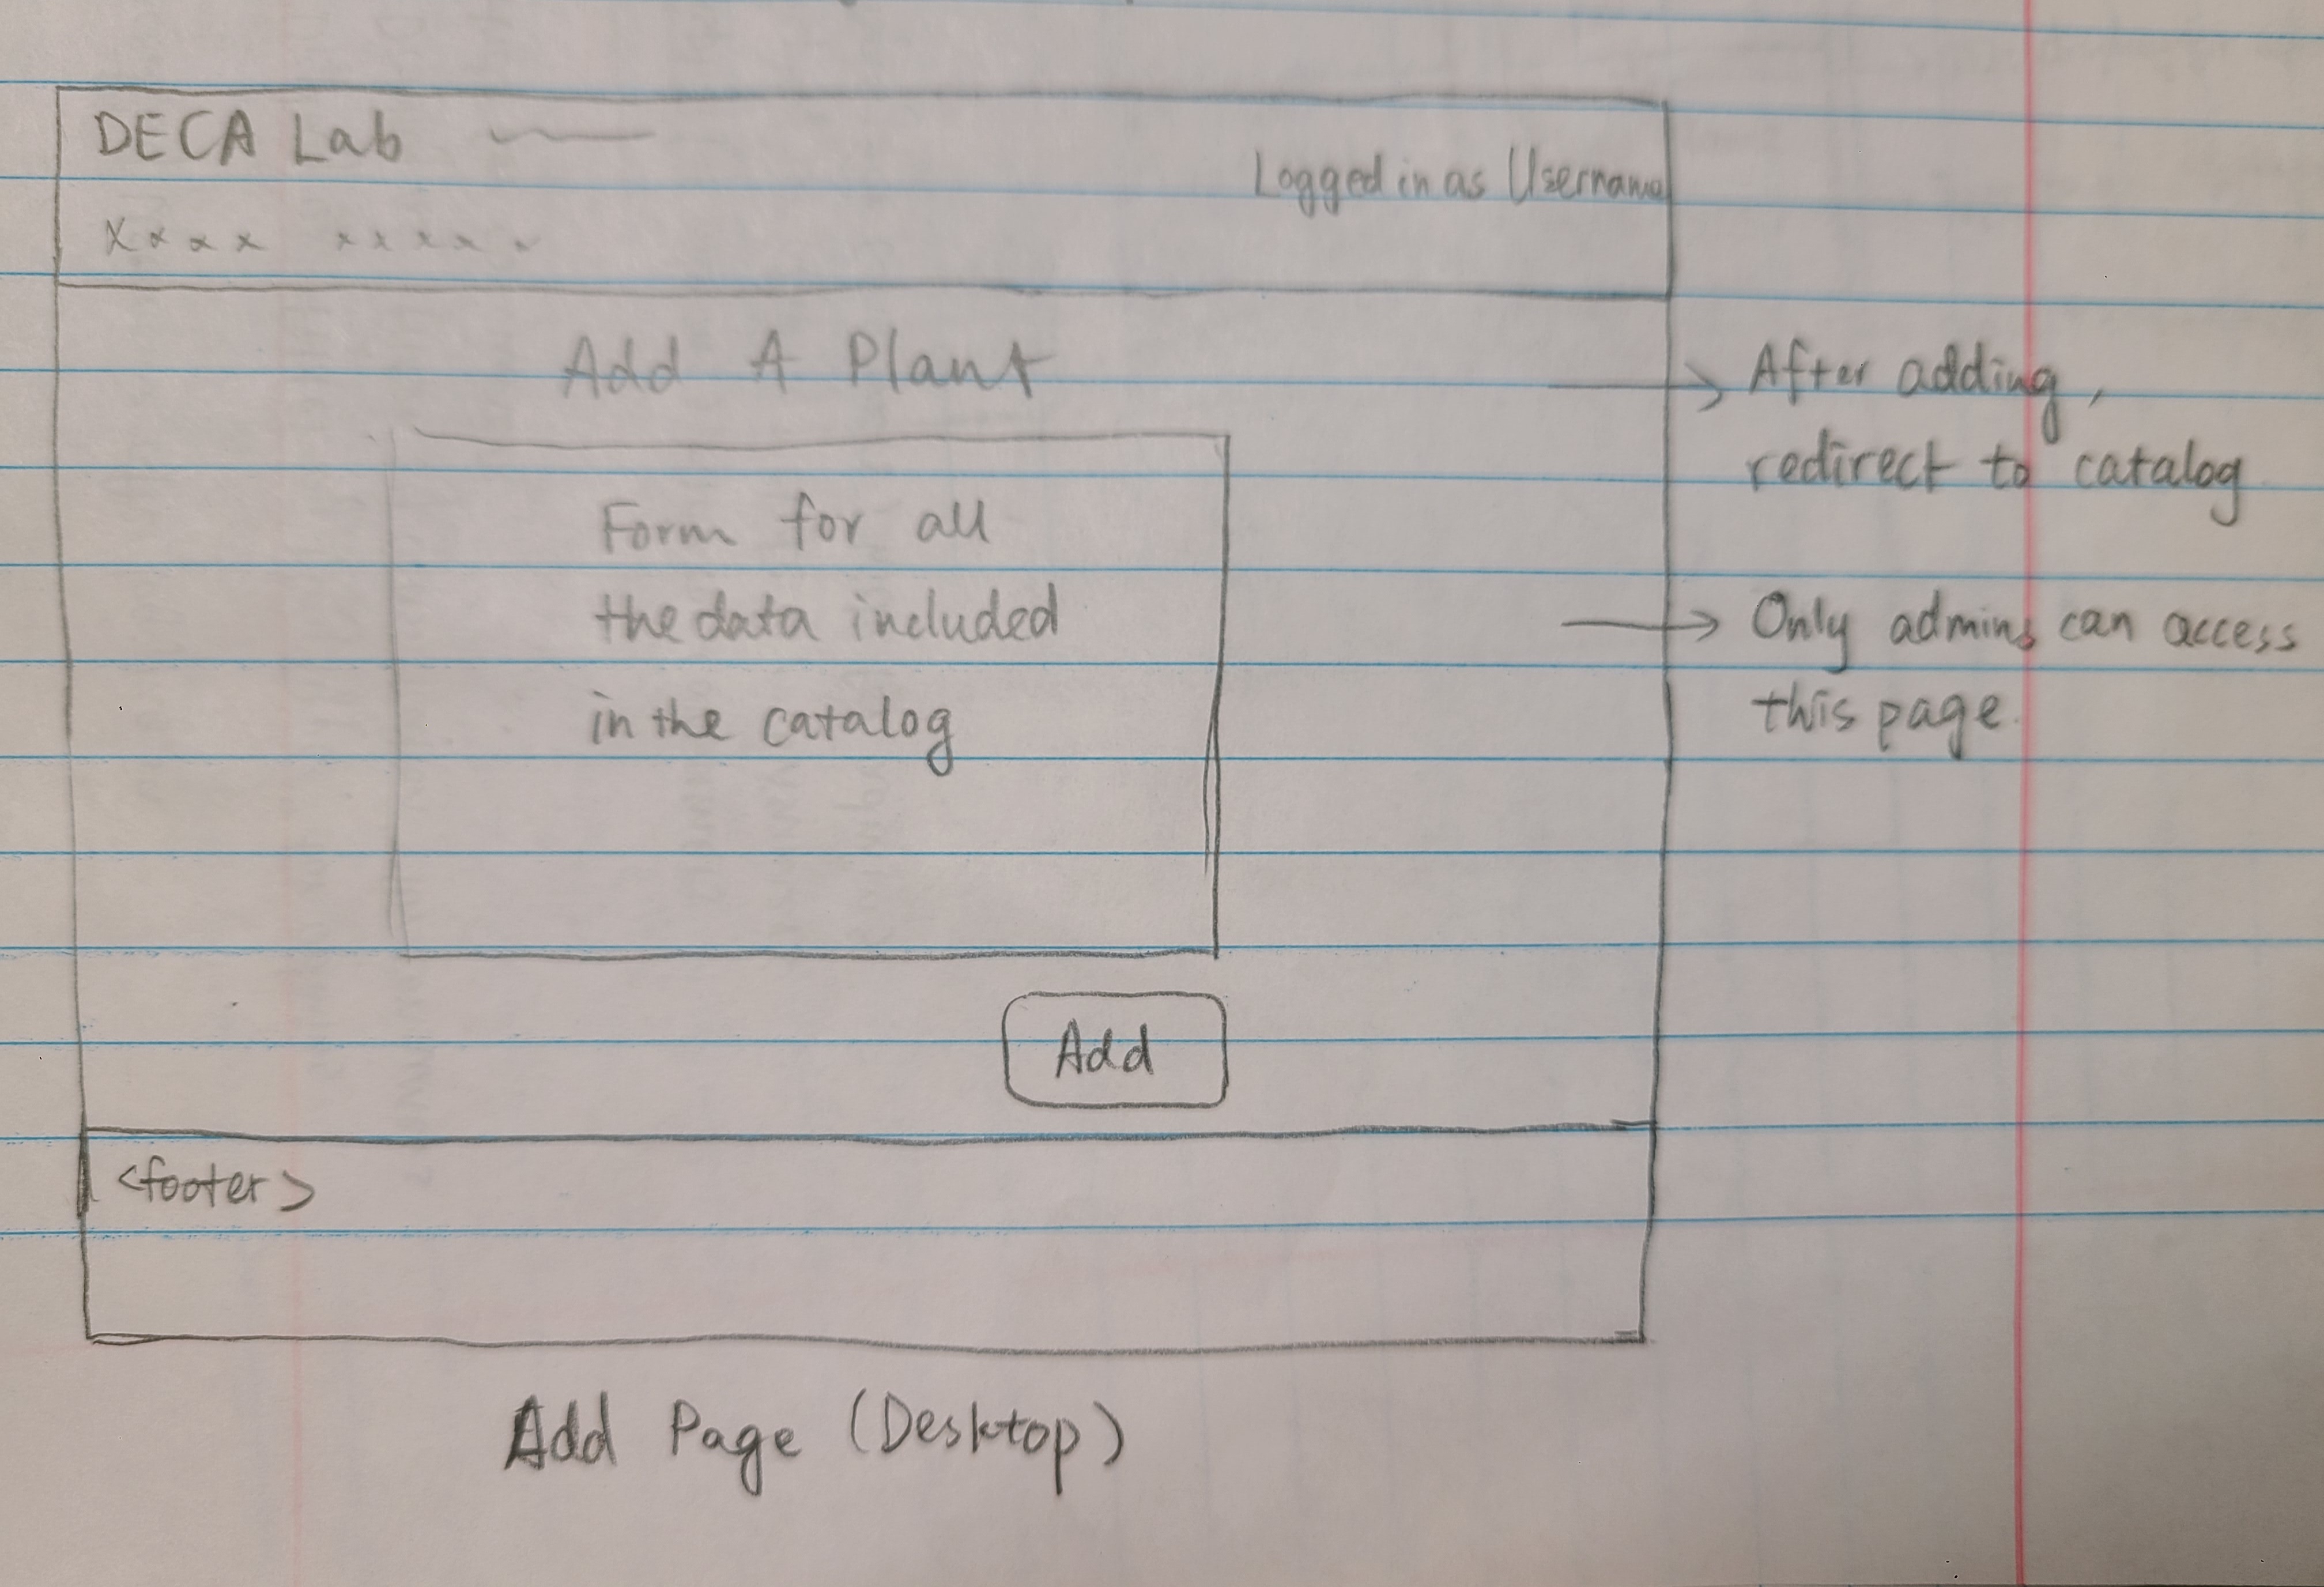 DECA Lab
Logged in as Username
xxxx xxxxx
Add A Plant
After adding,
redirect to catalog
Form for all
the data included
in the catalog
Only admins can access
this page.
Add
<footer>
Add Page (Desktop)